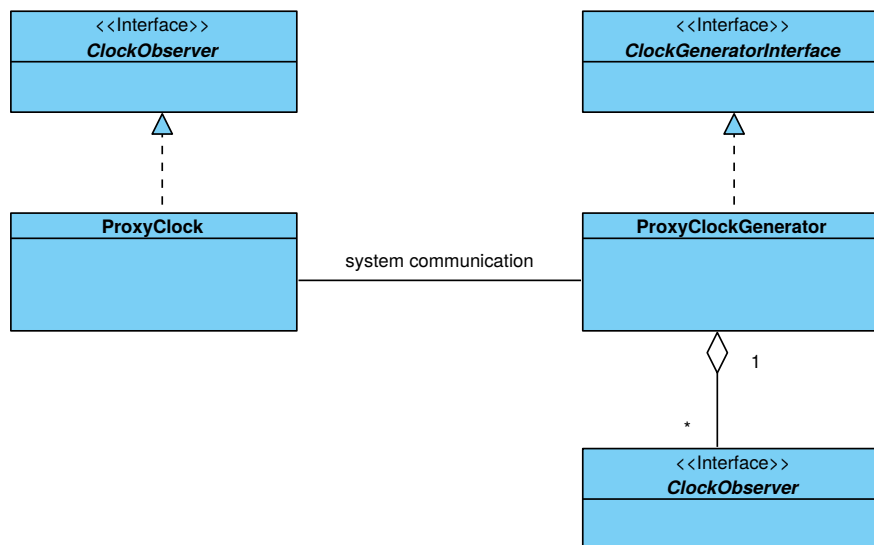 <<Interface>>
ClockObserver
<<Interface>>
ClockGeneratorInterface
ProxyClock
ProxyClockGenerator
system communication
1
*
<<Interface>>
ClockObserver